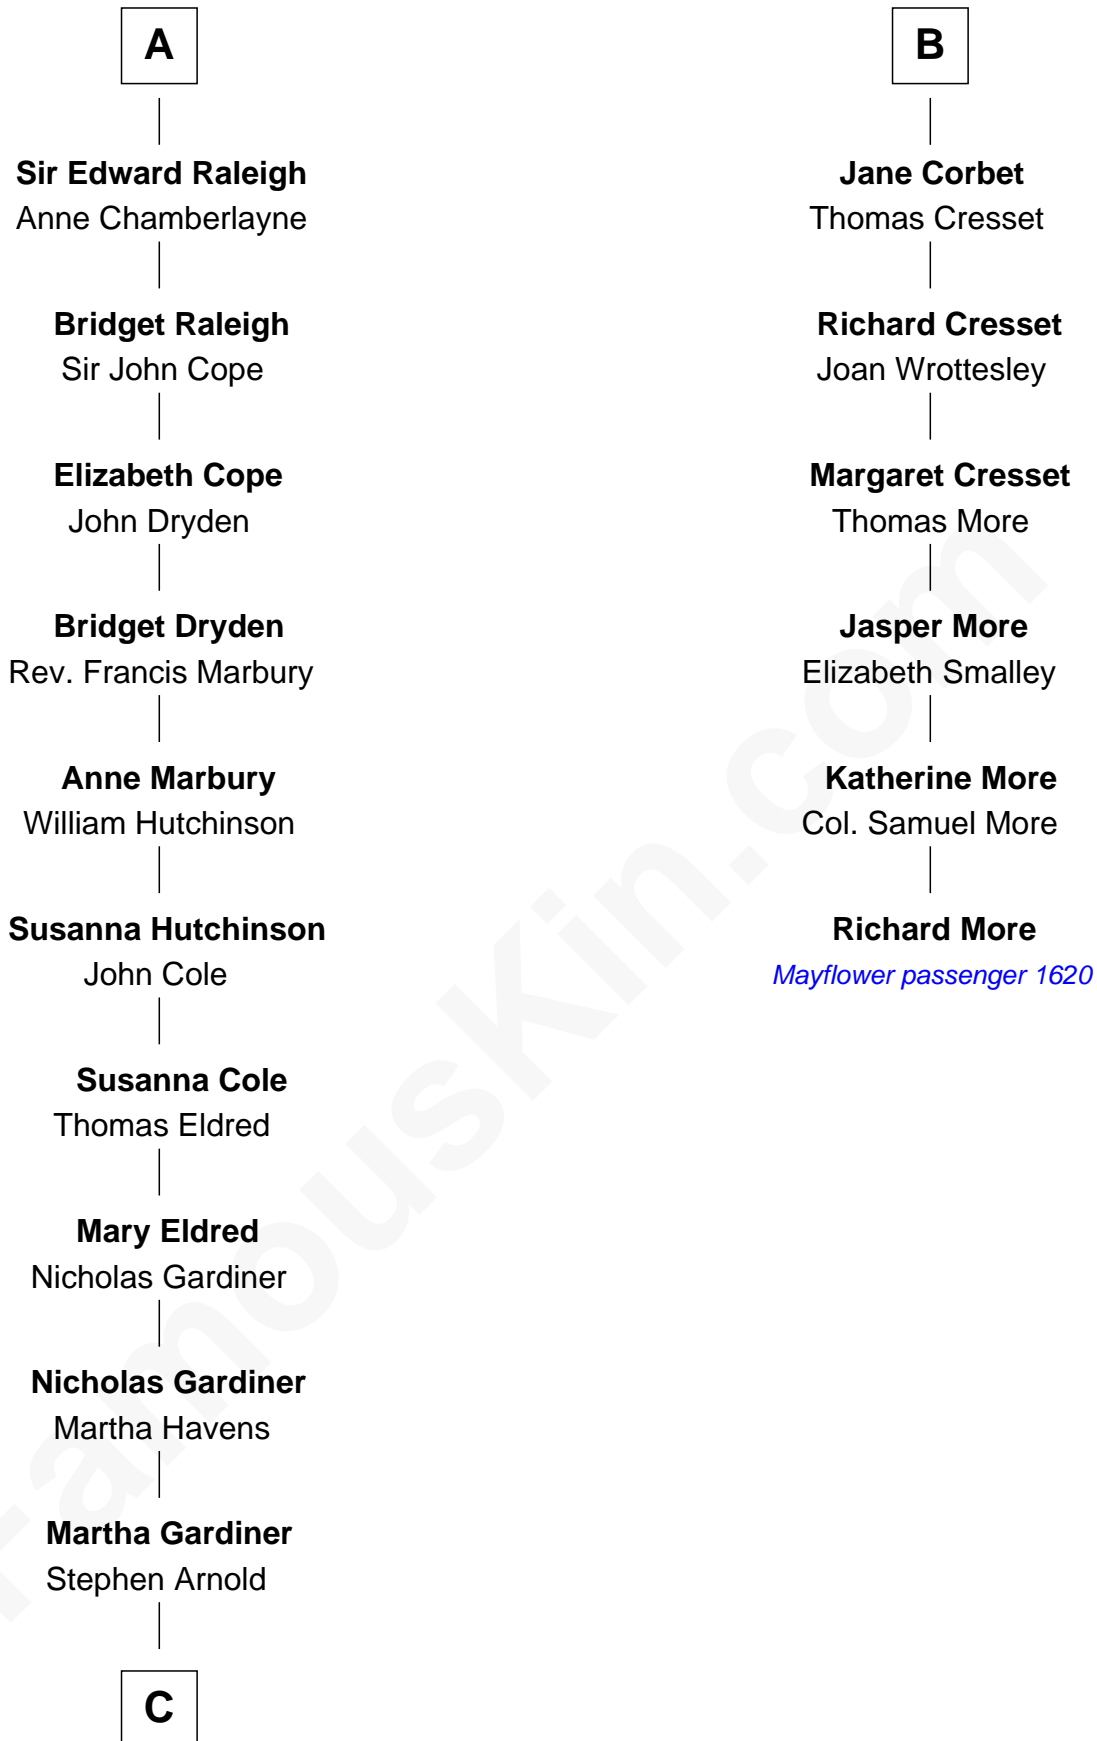 A
Sir Edward Raleigh
Anne Chamberlayne
Bridget Raleigh
Sir John Cope
Elizabeth Cope
John Dryden
Bridget Dryden
Rev. Francis Marbury
Anne Marbury
William Hutchinson
Susanna Hutchinson
John Cole
Susanna Cole
Thomas Eldred
Mary Eldred
Nicholas Gardiner
Nicholas Gardiner
Martha Havens
Martha Gardiner
Stephen Arnold
C
B
Jane Corbet
Thomas Cresset
Richard Cresset
Joan Wrottesley
Margaret Cresset
Thomas More
Jasper More
Elizabeth Smalley
Katherine More
Col. Samuel More
Richard More
Mayflower passenger 1620
FamousKin.com